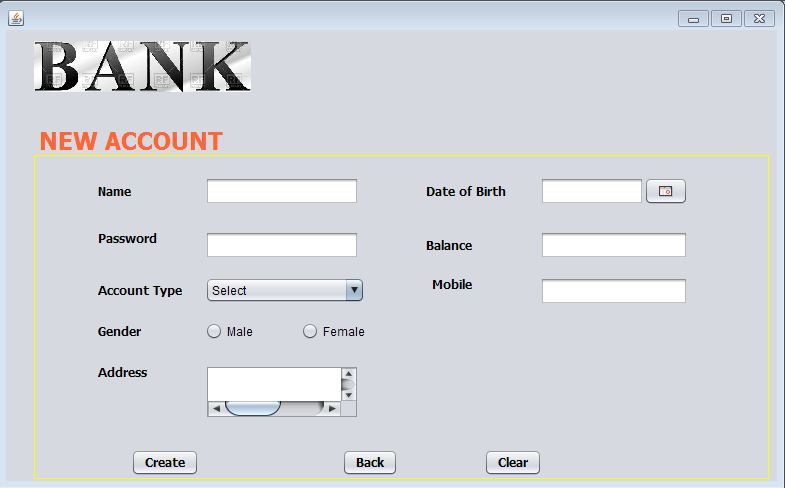 BANK
NEW ACCOUNT
Name
Date of Birth
Password
Balance
Account Type
Select
Mobile
Gender
Male
Female
Address
Create
Back
Clear